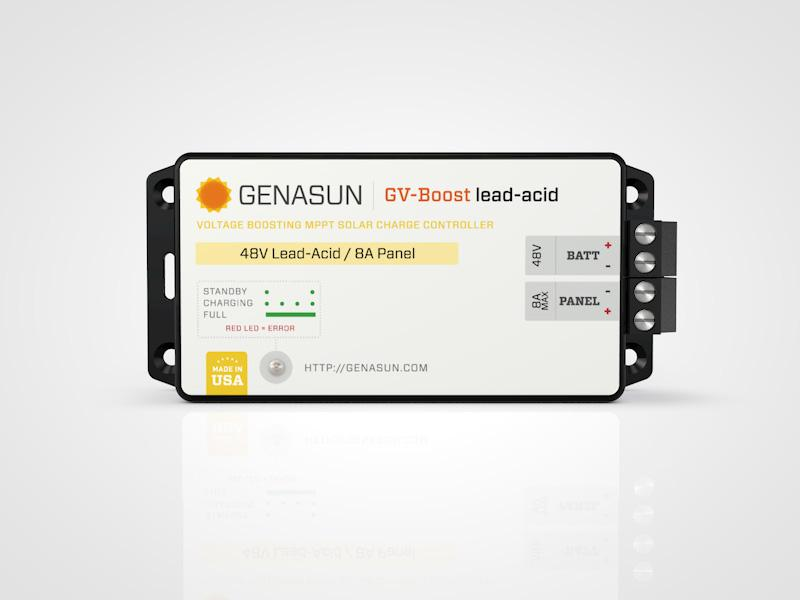 GENASUN GV-Boost lead-acid
VOLTAGE BOOSTING MPPT SOLAR CHARGE CONTROLLER
48V Lead-Acid / 8A Panel
48V BATT + -
8A MAX PANEL - +
STANDBY
CHARGING
FULL
RED LED = ERROR
MADE IN
USA
HTTP://GENASUN.COM